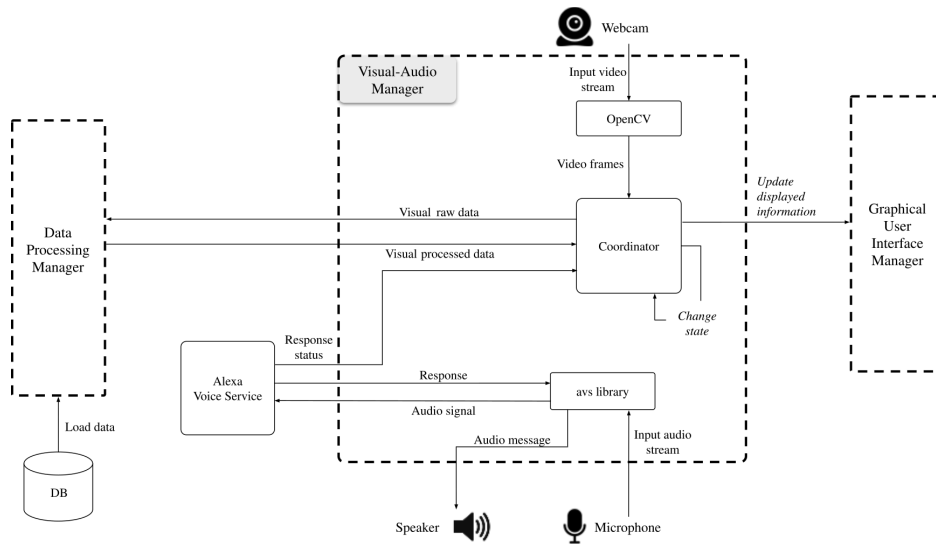 Webcam
Visual-Audio
Manager
Input video
stream
OpenCV
Video frames
Update
displayed
information
Visual raw data
Data
Processing
Manager
Coordinator
Graphical
User
Interface
Manager
Visual processed data
Change
state
Response
status
Alexa
Voice Service
Response
avs library
Audio signal
Load data
Audio message
Input audio
stream
DB
Speaker
Microphone